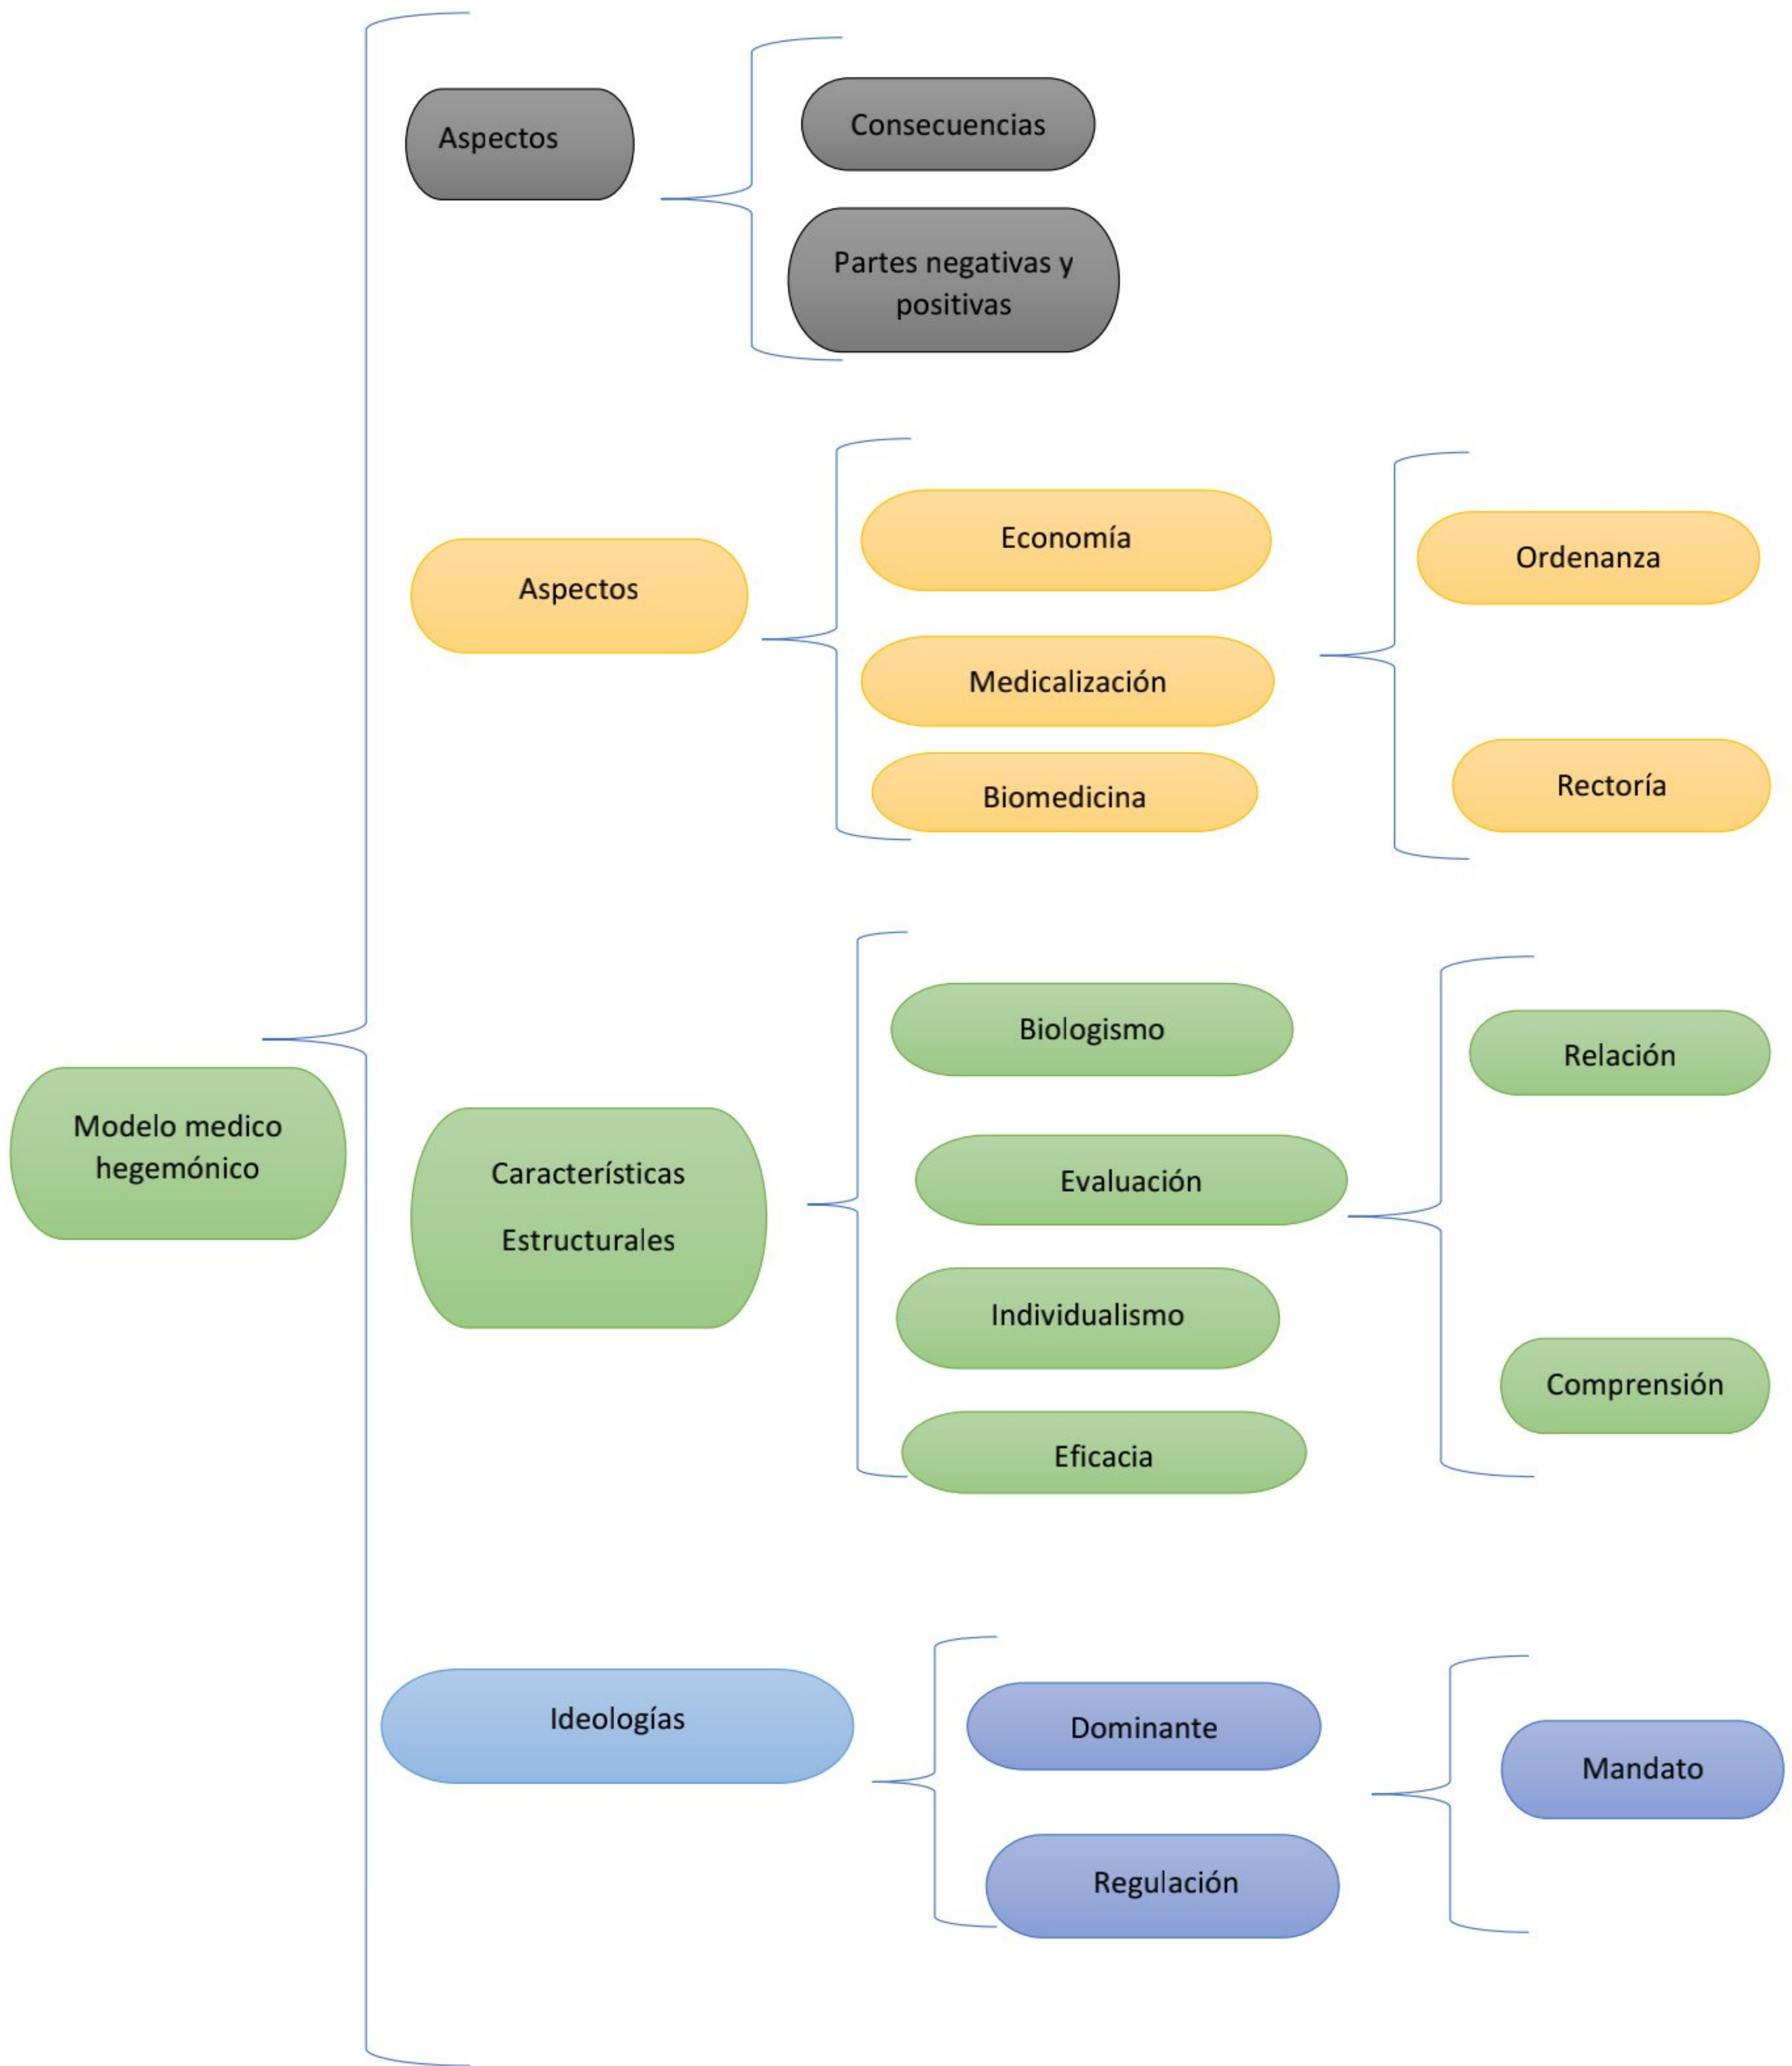 Aspectos
Consecuencias
Partes negativas y
positivas
Aspectos
Economía
Medicalización
Biomedicina
Ordenanza
Rectoría
Modelo medico
hegemónico
Características
Estructurales
Biologismo
Evaluación
Individualismo
Eficacia
Relación
Comprensión
Ideologías
Dominante
Regulación
Mandato